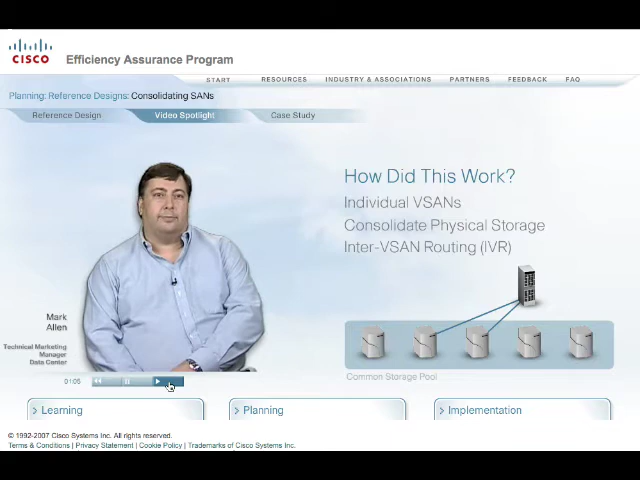 CISCO
Efficiency Assurance Program
START RESOURCES INDUSTRY & ASSOCIATIONS PARTNERS FEEDBACK FAQ
Planning: Reference Designs: Consolidating SANs
Reference Design Video Spotlight Case Study
How Did This Work?
Individual VSANs
Consolidate Physical Storage
Inter-VSAN Routing (IVR)
Mark
Allen
Technical Marketing
Manager
Data Center
Common Storage Pool
01:05
> Learning > Planning > Implementation
© 1992-2007 Cisco Systems Inc. All rights reserved.
Terms & Conditions | Privacy Statement | Cookie Policy | Trademarks of Cisco Systems Inc.